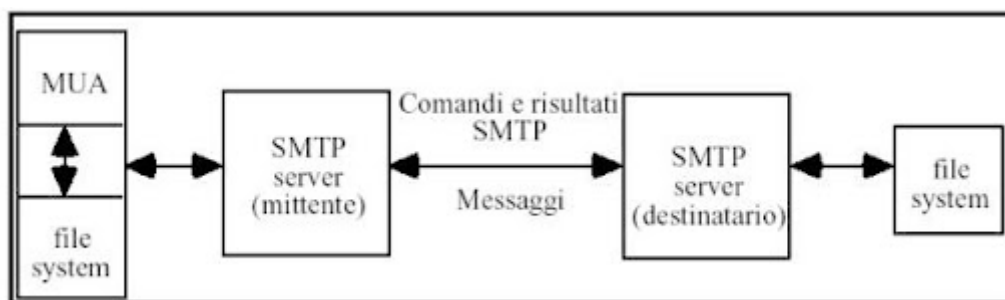 MUA
file
system
SMTP
server
(mittente)
Comandi e risultati
SMTP
Messaggi
SMTP
server
(destinatario)
file
system